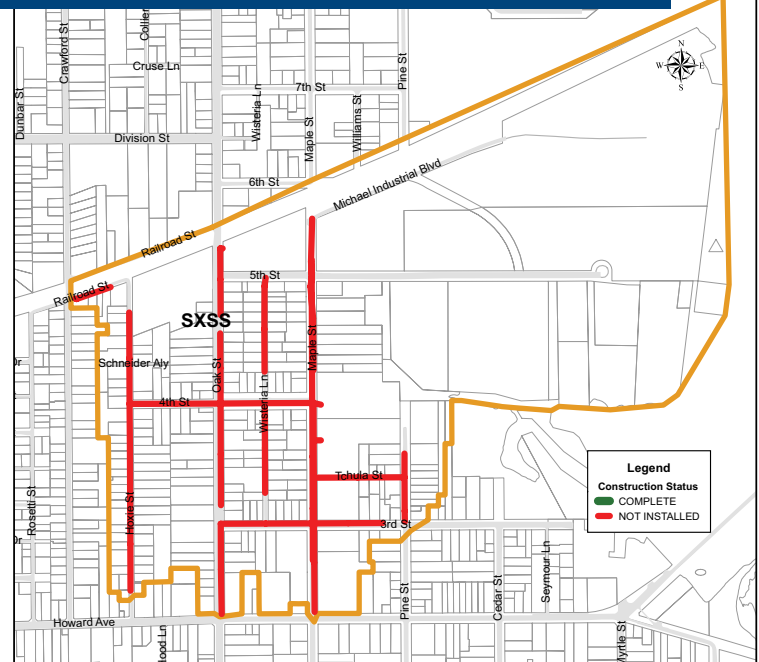 Crawford St
Collier
Dunbar St
Cruse Ln
7th St
Pine St
Wisteria Ln
Maple St
Williams St
N
W
E
S
Division St
6th St
Michael Industrial Blvd
Railroad St
5th St
Railroad St
SXSS
Maple St
Oak St
Schneider Aly
4th St
Wisteria Ln
Tchula St
Hoxie St
Rosetti St
3rd St
Legend
Construction Status
COMPLETE
NOT INSTALLED
Seymour Ln
Cedar St
Pine St
Howard Ave
ood Ln
Myrtle St